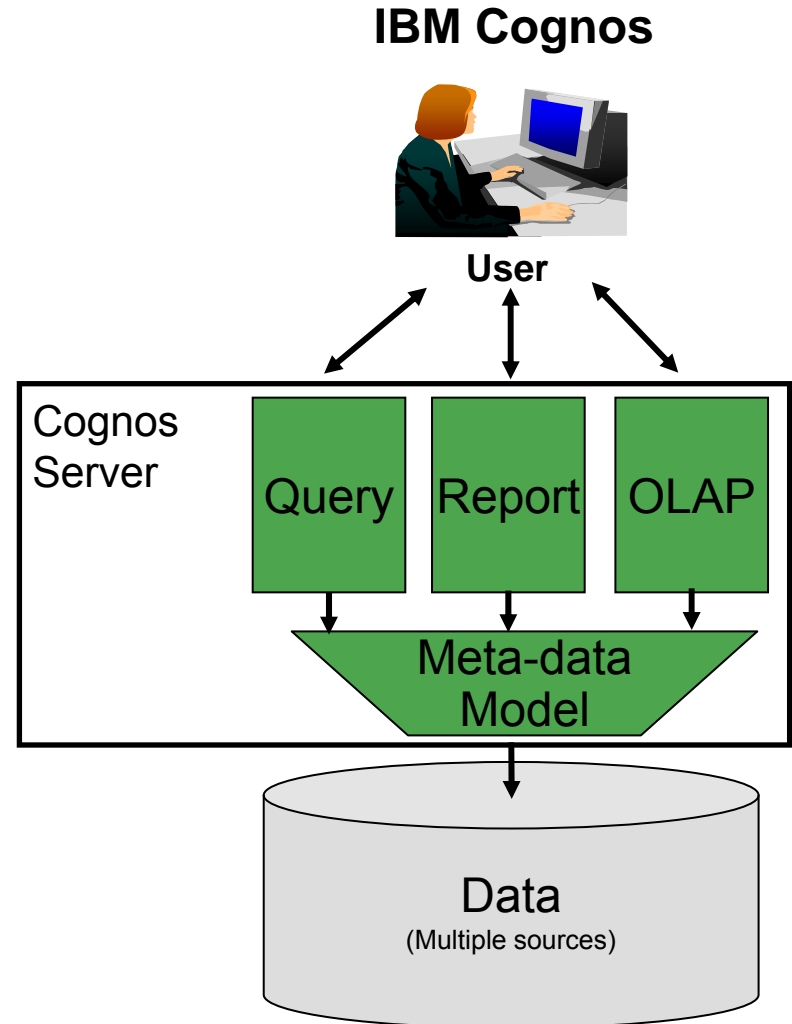 IBM Cognos
User
Cognos
Server
Query
Report
OLAP
Meta-data
Model
Data
(Multiple sources)